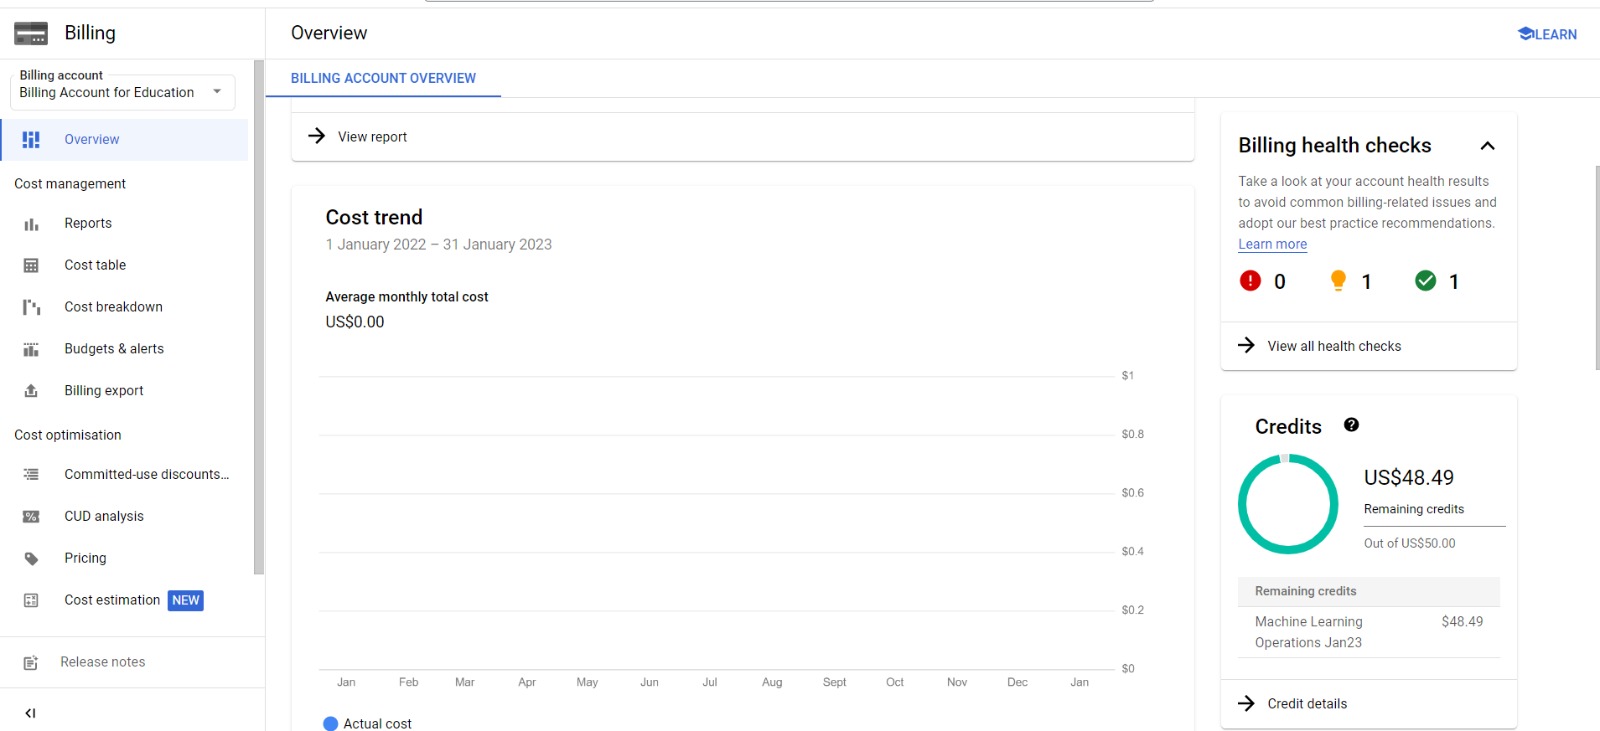 Billing
Overview
LEARN
Billing account
Billing Account for Education
BILLING ACCOUNT OVERVIEW
Overview
Cost management
Reports
Cost table
Cost breakdown
Budgets & alerts
Billing export
Cost optimisation
Committed-use discounts...
CUD analysis
Pricing
Cost estimation NEW
Release notes
View report
Cost trend
1 January 2022 – 31 January 2023
Average monthly total cost
US$0.00
$1
$0.8
$0.6
$0.4
$0.2
$0
Jan Feb Mar Apr May Jun Jul Aug Sept Oct Nov Dec Jan
Actual cost
Billing health checks
Take a look at your account health results
to avoid common billing-related issues and
adopt our best practice recommendations.
Learn more
0 1 1
View all health checks
Credits
US$48.49
Remaining credits
Out of US$50.00
Remaining credits
Machine Learning $48.49
Operations Jan23
Credit details